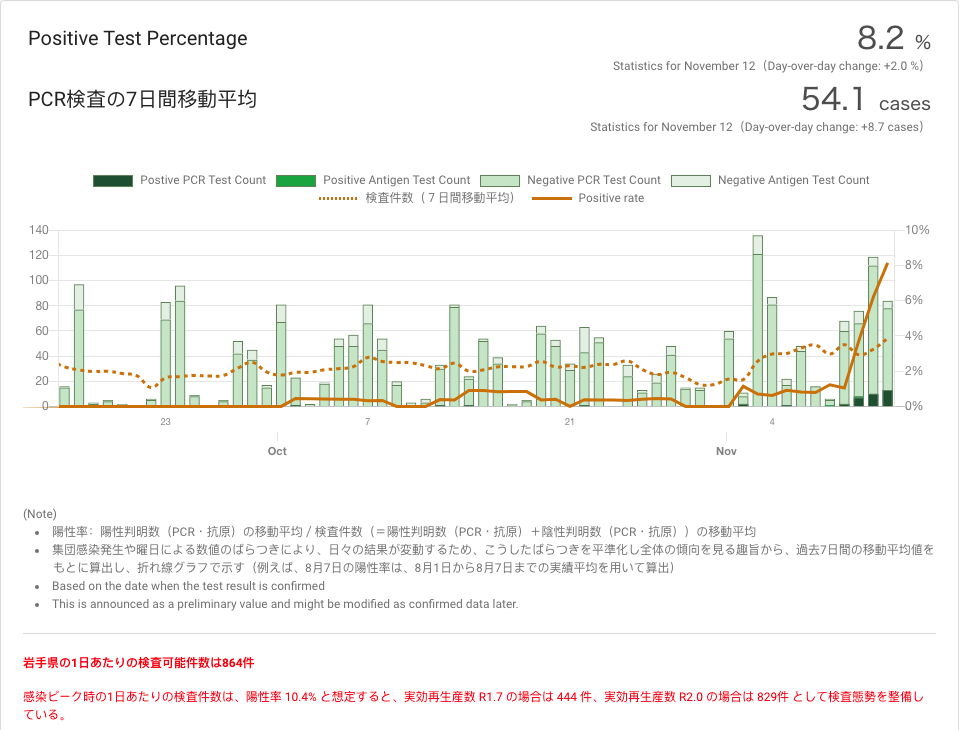 Positive Test Percentage
8.2 %
Statistics for November 12（Day-over-day change: +2.0 %）
PCR検査の7日間移動平均
54.1 cases
Statistics for November 12（Day-over-day change: +8.7 cases）
Postive PCR Test Count Positive Antigen Test Count Negative PCR Test Count Negative Antigen Test Count
検査件数（７日間移動平均） Positive rate
140 10%
120 8%
100
80 6%
60 4%
40
20 2%
0 0%
23 7 21 4
Oct Nov
(Note)
• 陽性率：陽性判明数（PCR・抗原）の移動平均 / 検査件数（＝陽性判明数（PCR・抗原）＋陰性判明数（PCR・抗原））の移動平均
• 集団感染発生や曜日による数値のばらつきにより、日々の結果が変動するため、こうしたばらつきを平準化し全体の傾向を見る趣旨から、過去7日間の移動平均値を
もとに算出し、折れ線グラフで示す（例えば、8月7日の陽性率は、8月1日から8月7日までの実績平均を用いて算出）
• Based on the date when the test result is confirmed
• This is announced as a preliminary value and might be modified as confirmed data later.
岩手県の1日あたりの検査可能件数は864件
感染ピーク時の1日あたりの検査件数は、陽性率 10.4% と想定すると、実効再生産数 R1.7 の場合は 444 件、実効再生産数 R2.0 の場合は 829件 として検査態勢を整備し
ている。